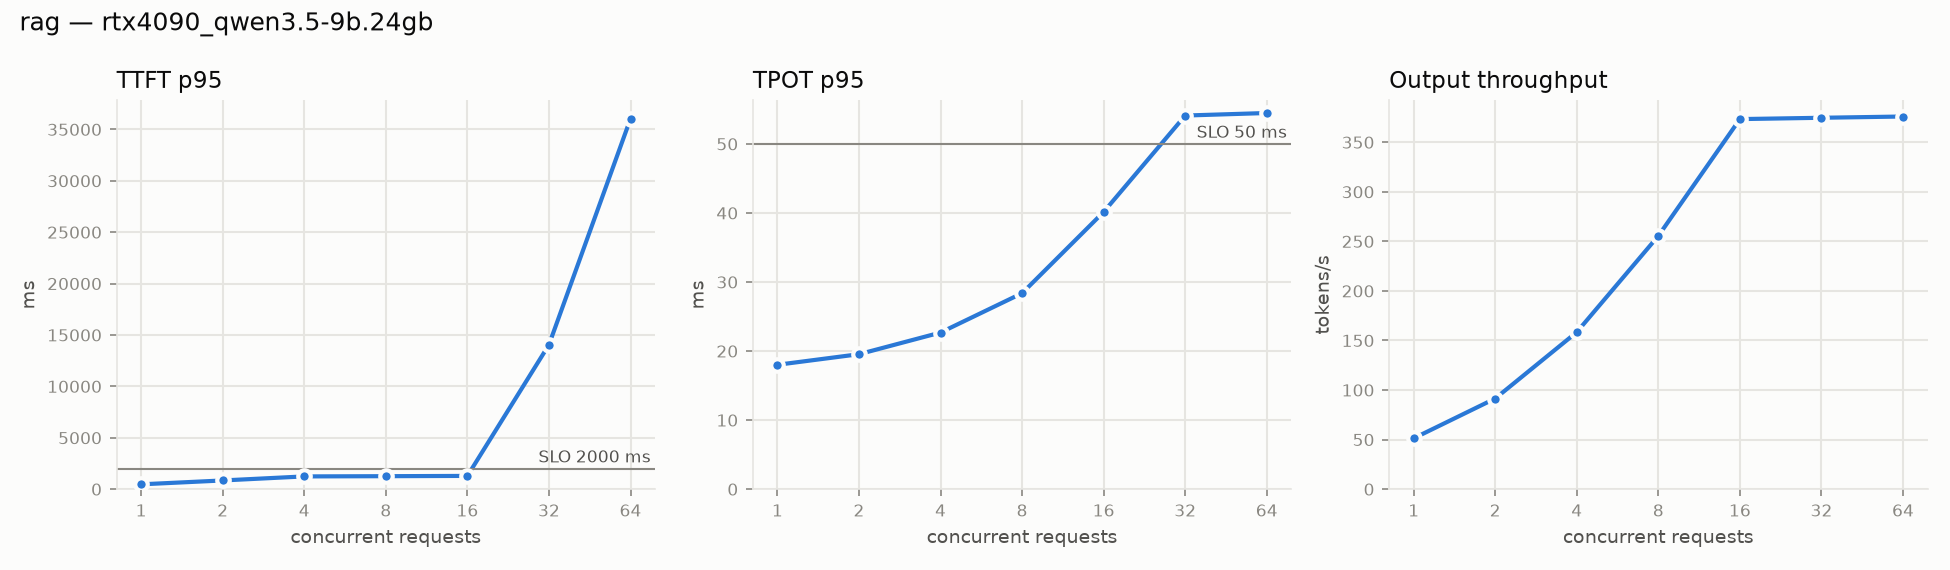 rag — rtx4090_qwen3.5-9b.24gb
TTFT p95
35000
30000
25000
20000
15000
10000
5000
0
ms
SLO 2000 ms
1 2 4 8 16 32 64
concurrent requests
TPOT p95
50
40
30
20
10
0
ms
SLO 50 ms
1 2 4 8 16 32 64
concurrent requests
Output throughput
350
300
250
200
150
100
50
0
tokens/s
1 2 4 8 16 32 64
concurrent requests